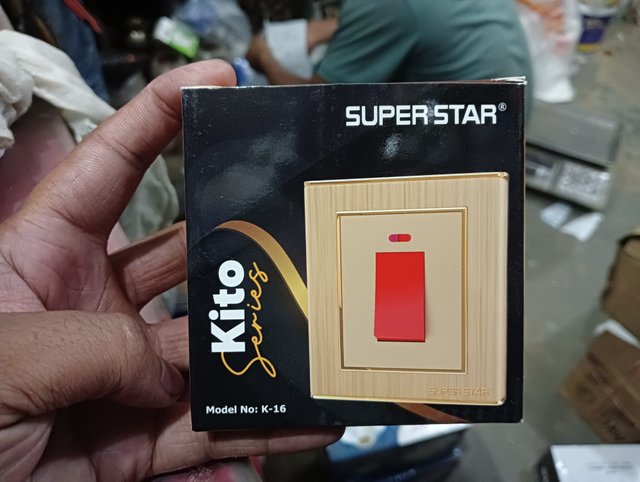 SUPER STAR®
Kito
Series
SUPER STAR
Model No: K-16